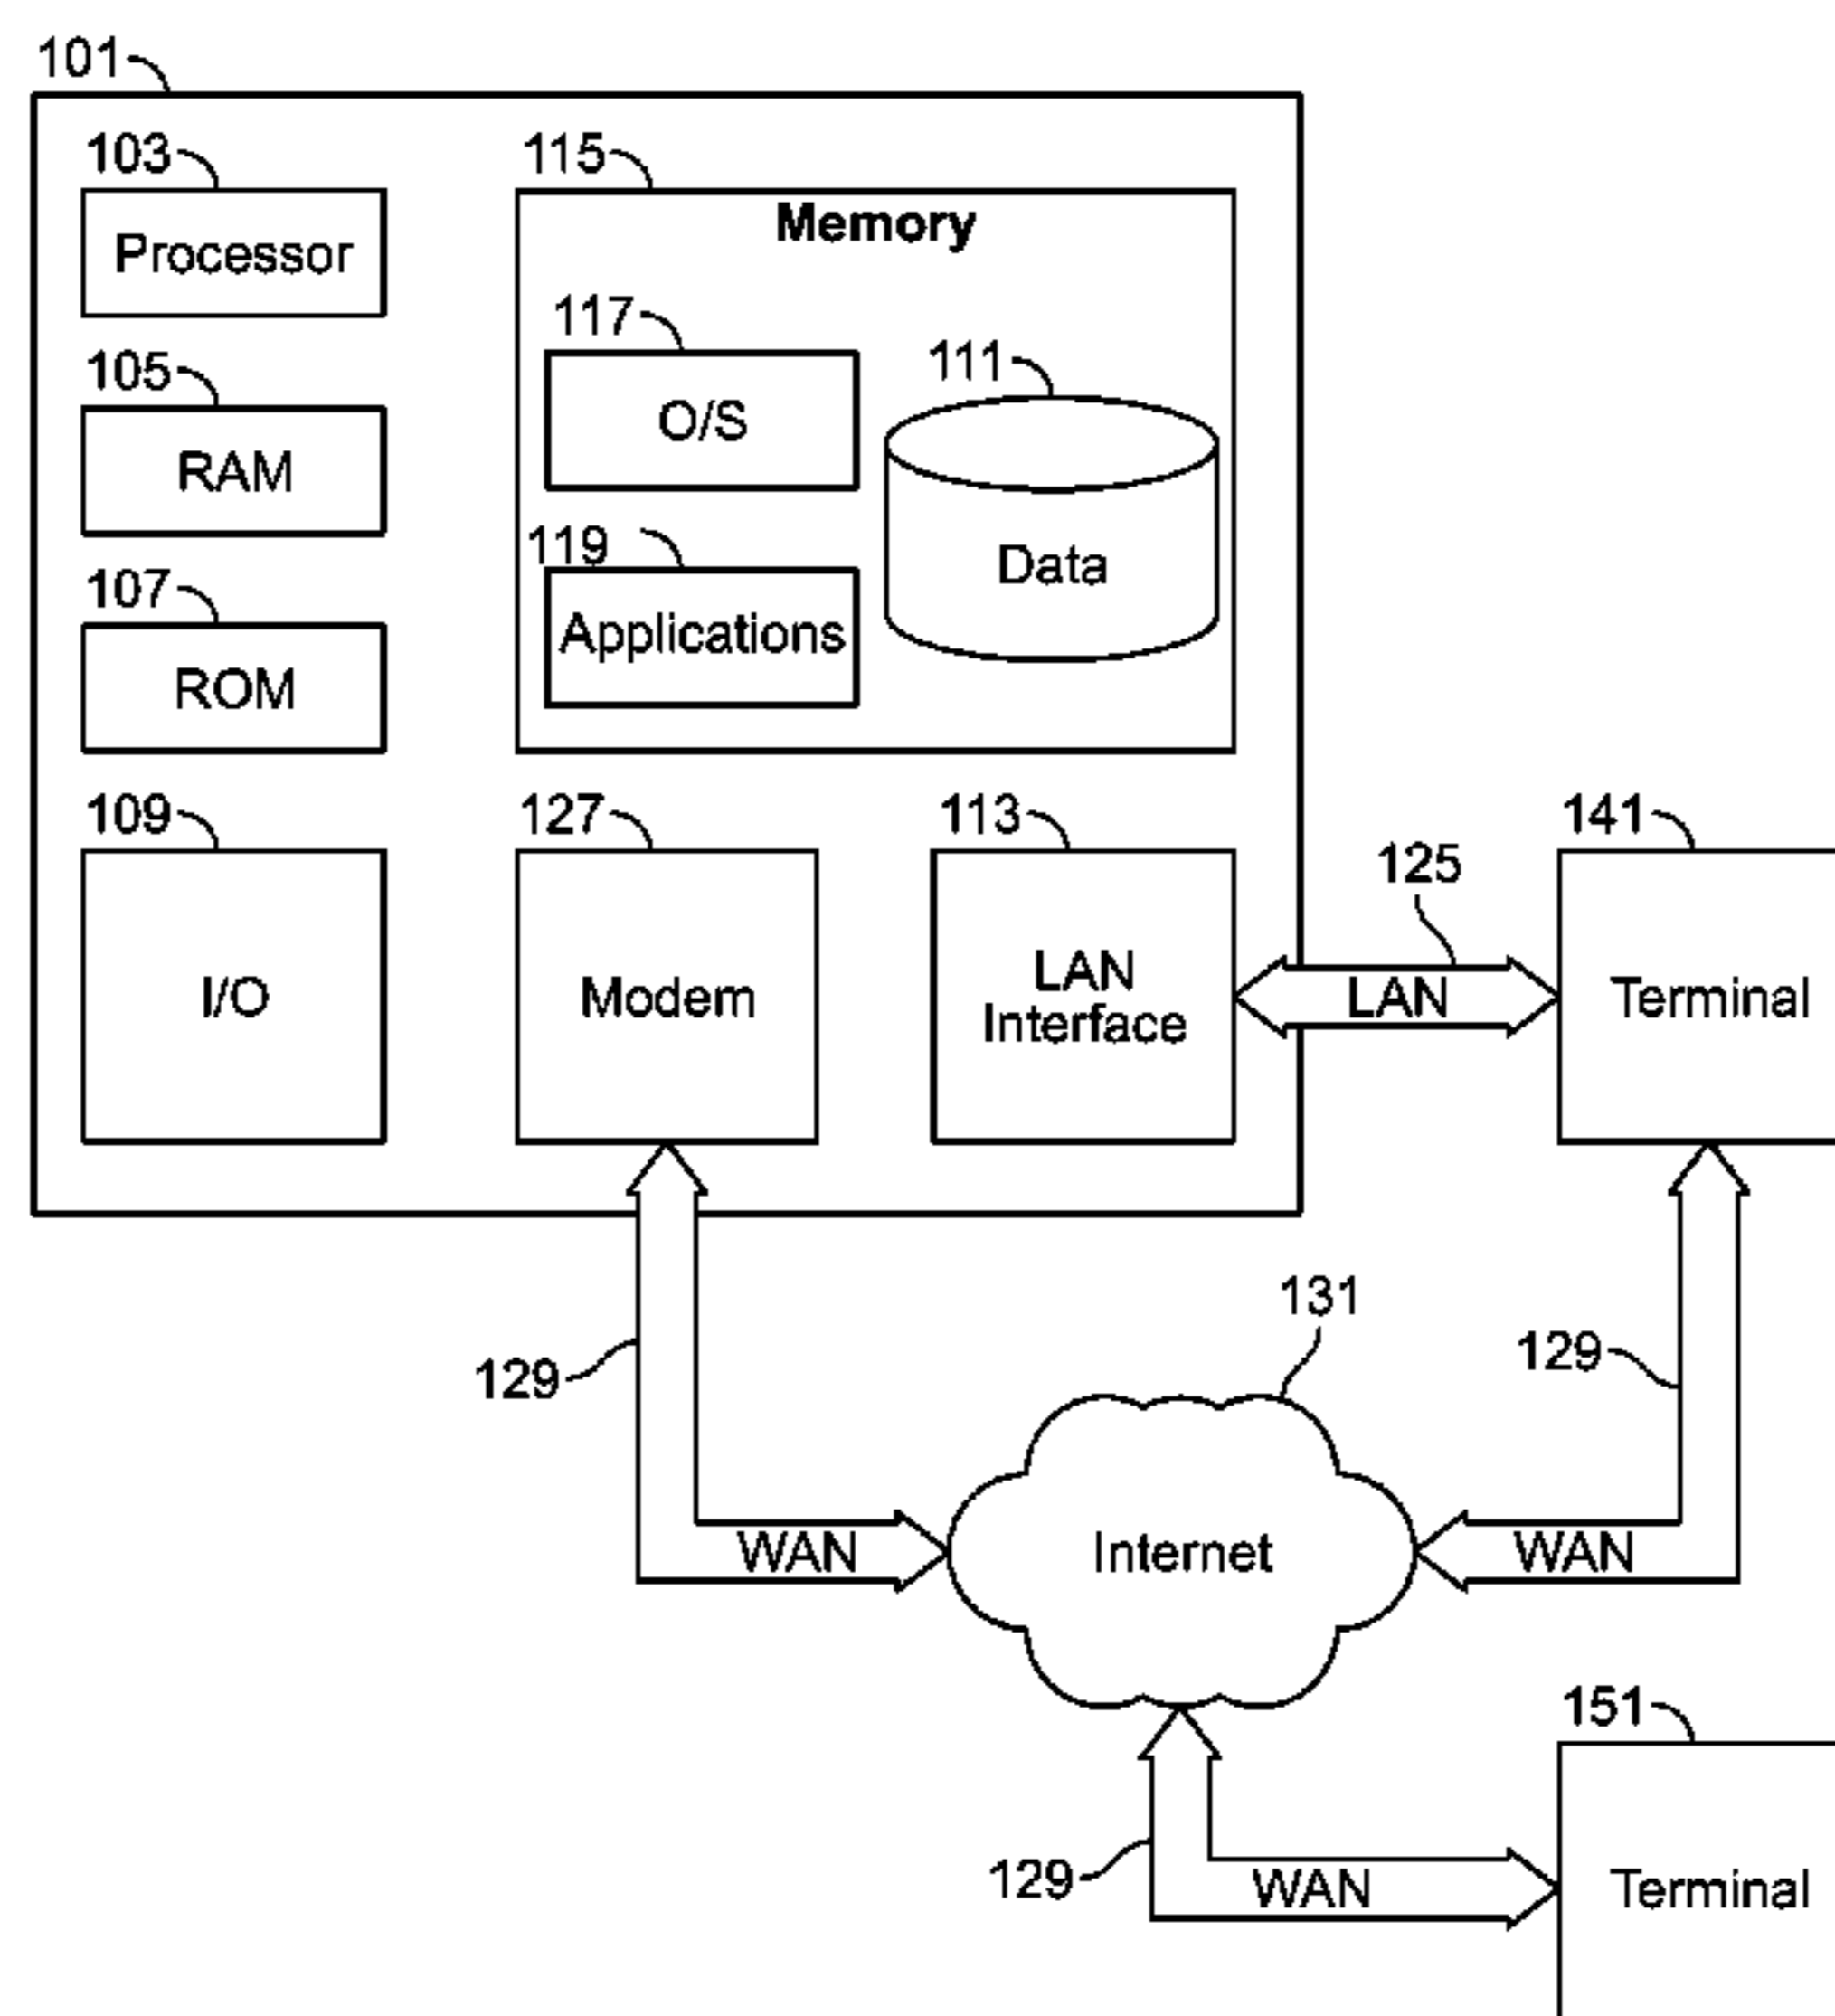 101
103
Processor
105
RAM
107
ROM
109
I/O
115
Memory
117
O/S
111
Data
119
Applications
127
Modem
113
LAN
Interface
125
LAN
141
Terminal
129
WAN
131
Internet
129
WAN
129
WAN
151
Terminal